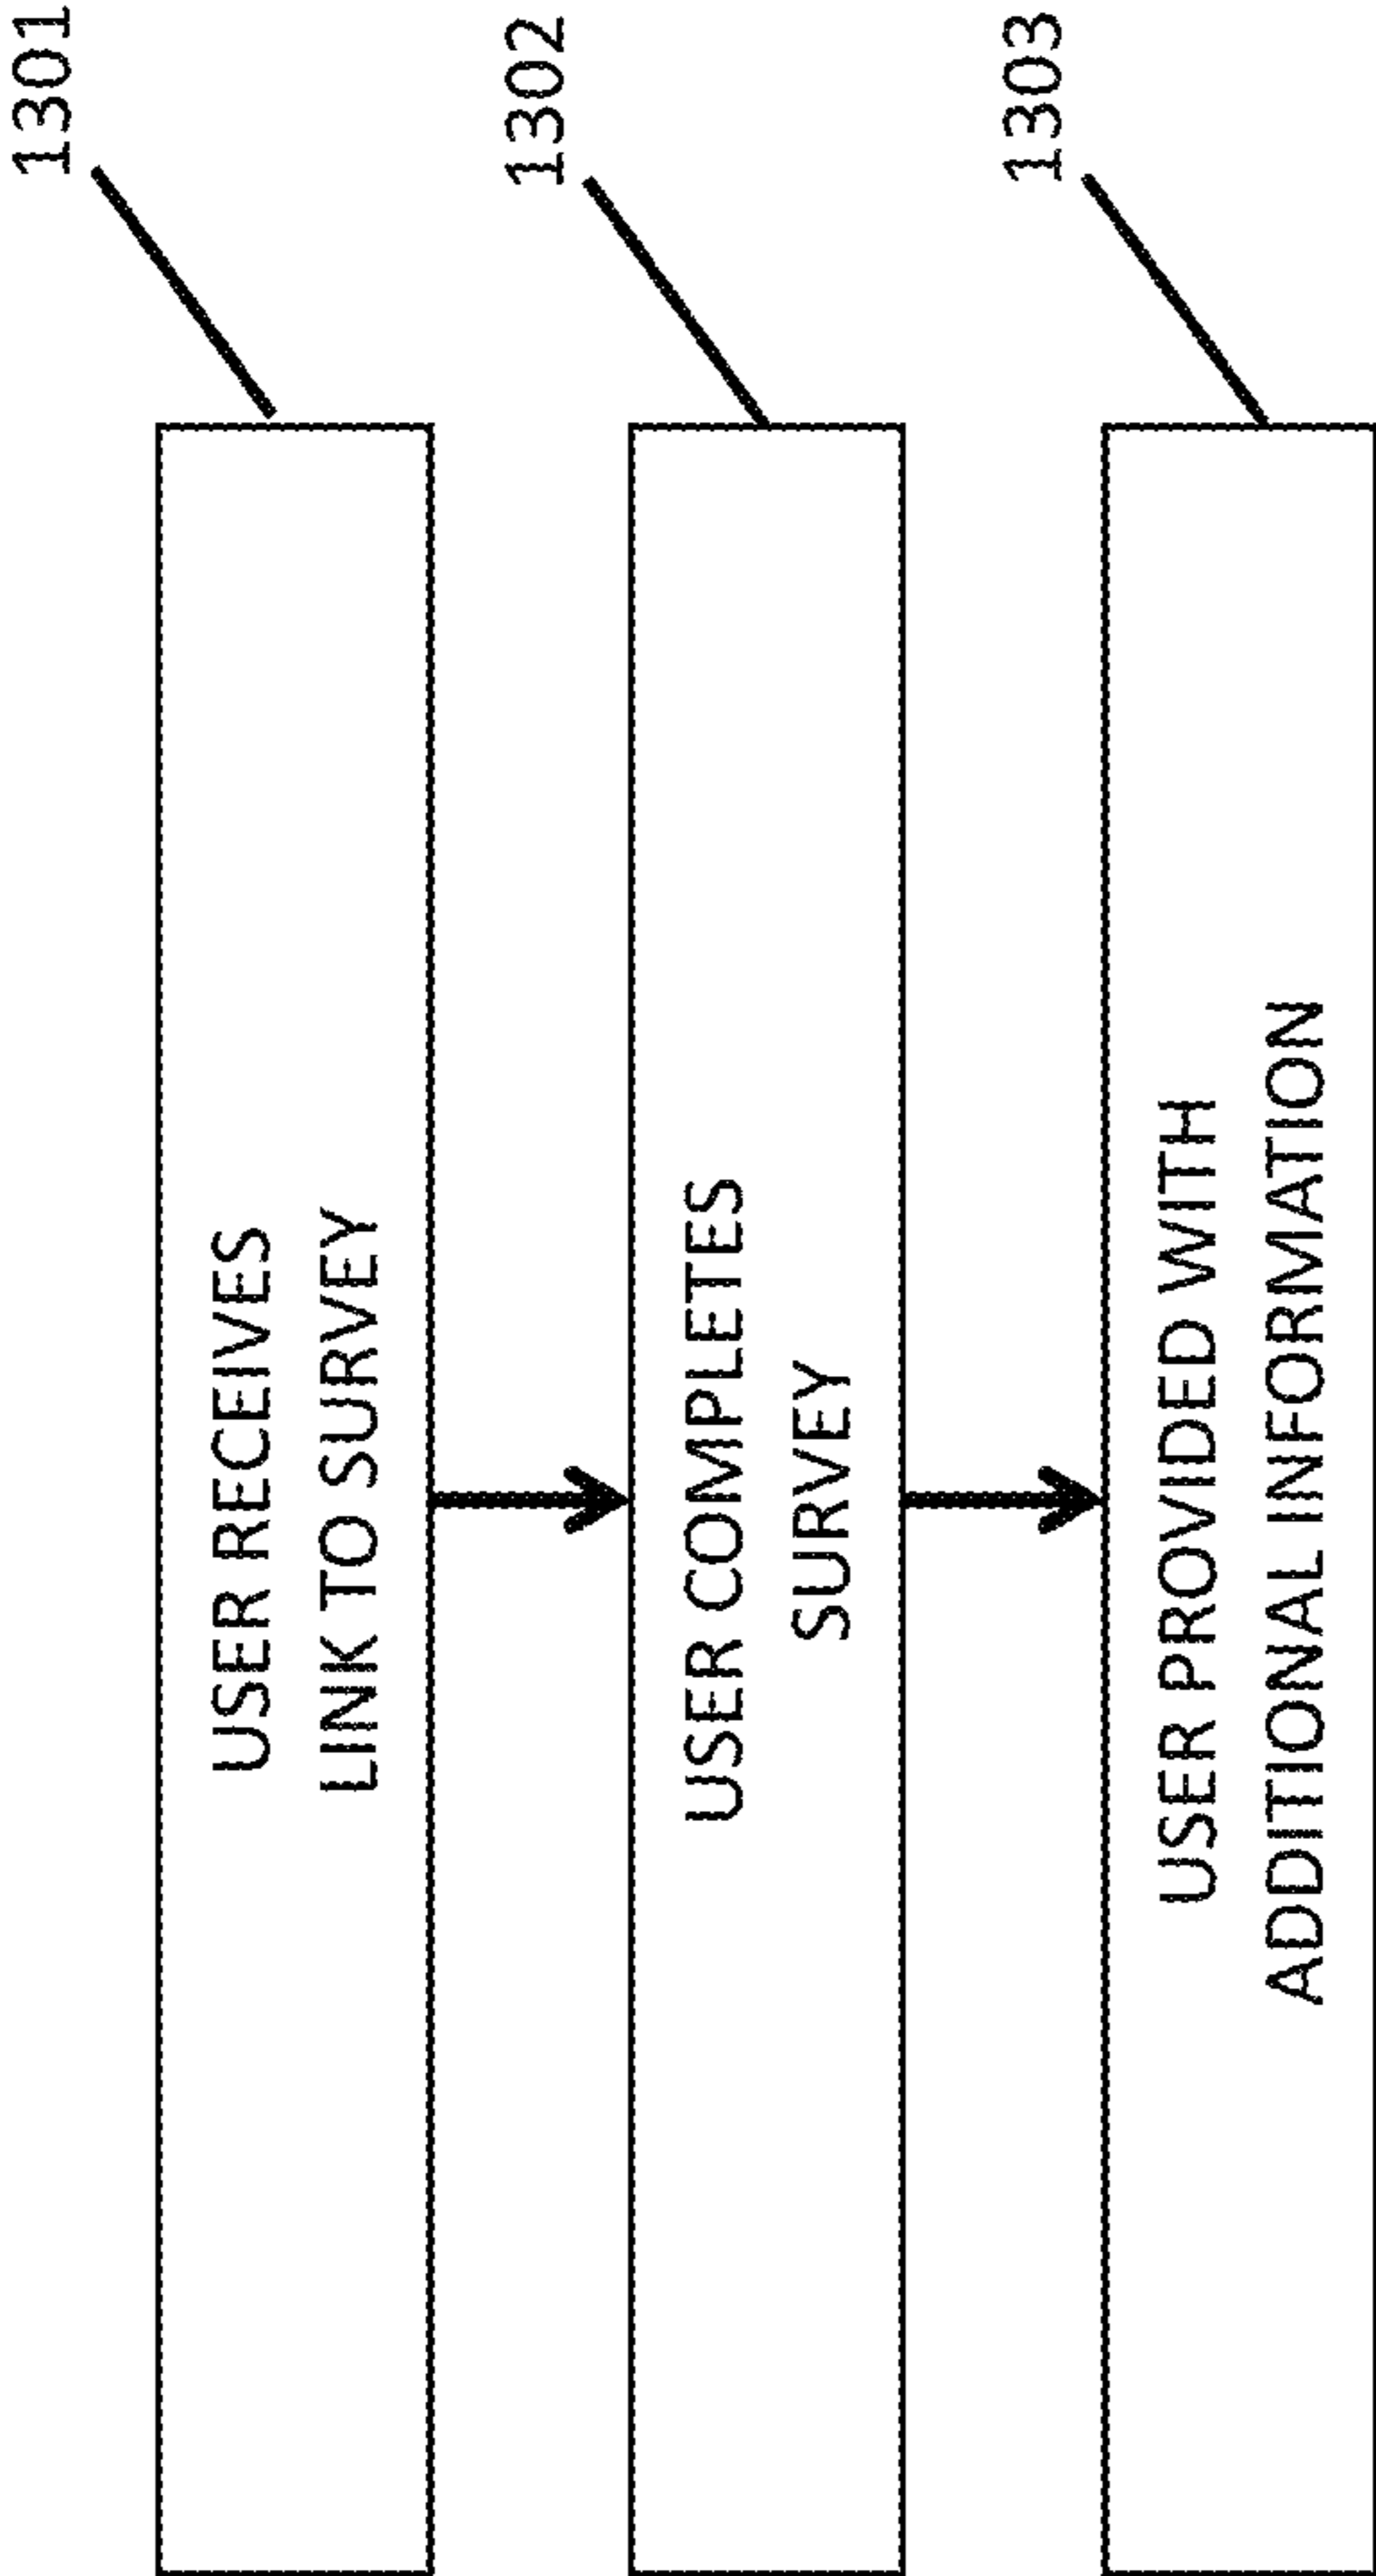 1301
USER RECEIVES
LINK TO SURVEY
1302
USER COMPLETES
SURVEY
1303
USER PROVIDED WITH
ADDITIONAL INFORMATION